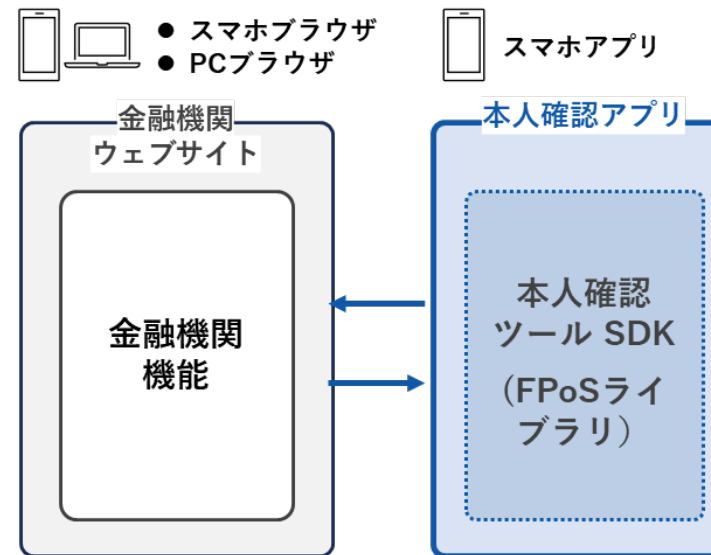 ● スマホブラウザ
● PCブラウザ
スマホアプリ
金融機関
ウェブサイト
金融機関
機能
本人確認アプリ
本人確認
ツール SDK
(FPoSライ
ブラリ)